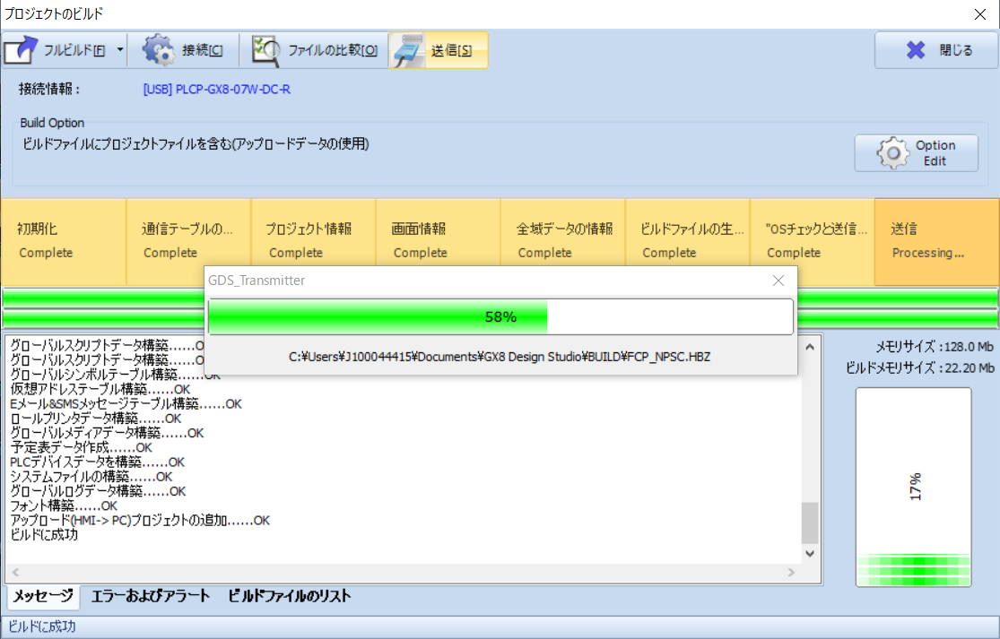 プロジェクトのビルド
フルビルド[F]
接続[C]
ファイルの比較[O]
送信[S]
閉じる
接続情報 :
[USB] PLCP-GX8-07W-DC-R
Build Option
ビルドファイルにプロジェクトファイルを含む(アップロードデータの使用)
Option
Edit
初期化
Complete
通信テーブルの...
Complete
プロジェクト情報
Complete
画面情報
Complete
全域データの情報
Complete
ビルドファイルの生...
Complete
"OSチェックと送信...
Complete
送信
Processing...
GDS_Transmitter
58%
C:¥Users¥J100044415¥Documents¥GX8 Design Studio¥BUILD¥FCP_NPSC.HBZ
グローバルスクリプトデータ構築......O
グローバルスクリプトデータ構築......O
グローバルシンボルテーブル構築......OK
仮想アドレステーブル構築......OK
Eメール&SMSメッセージテーブル構築......OK
ロールプリンタデータ構築......OK
グローバルメディアデータ構築......OK
予定表データ作成......OK
PLCデバイスデータを構築......OK
システムファイルの構築......OK
グローバルログデータ構築......OK
フォント構築......OK
アップロード(HMI-> PC)プロジェクトの追加......OK
ビルドに成功
メモリサイズ : 128.0 Mb
ビルドメモリサイズ : 22.20 Mb
17%
メッセージ
エラーおよびアラート
ビルドファイルのリスト
ビルドに成功